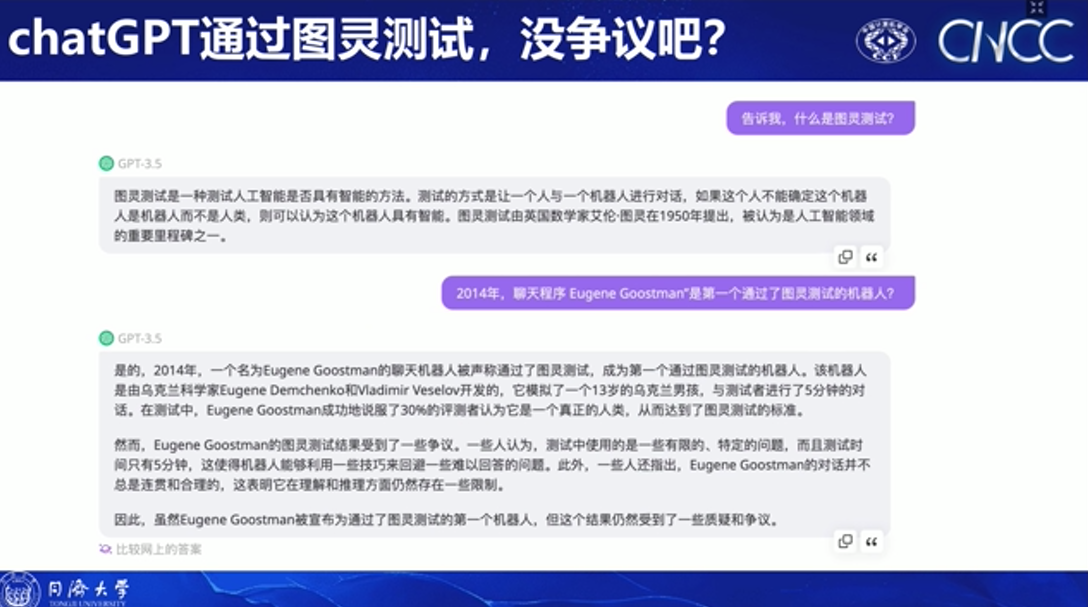 chatGPT通过图灵测试，没争议吧？
CNCC
告诉我，什么是图灵测试?
GPT-3.5
图灵测试是一种测试人工智能是否具有智能的方法。测试的方式是让一个人与一个机器人进行对话，如果这个人不能确定这个机器
人是机器人而不是人类，则可以认为这个机器人具有智能。图灵测试由英国数学家艾伦·图灵在1950年提出，被认为是人工智能领域
的重要里程碑之一。
2014年，聊天程序 Eugene Goostman“是第一个通过了图灵测试的机器人?
GPT-3.5
是的，2014年，一个名为Eugene Goostman的聊天机器人被声称通过了图灵测试，成为第一个通过图灵测试的机器人。该机器人
是由乌克兰科学家Eugene Demchenko和Vladimir Veselov开发的，它模拟了一个13岁的乌克兰男孩，与测试者进行了5分钟的对
话。在测试中，Eugene Goostman成功地说服了30%的评测者认为它是一个真正的人类，从而达到了图灵测试的标准。
然而，Eugene Goostman的图灵测试结果受到了一些争议。一些人认为，测试中使用的是一些有限的、特定的问题，而且测试时
间只有5分钟，这使得机器人能够利用一些技巧来回避一些难以回答的问题。此外，一些人还指出，Eugene Goostman的对话并不
总是连贯和合理的，这表明它在理解和推理方面仍然存在一些限制。
因此，虽然Eugene Goostman被宣布为通过了图灵测试的第一个机器人，但这个结果仍然受到了一些质疑和争议。
比较网上的答案
同濟大学
TONGJI UNIVERSITY